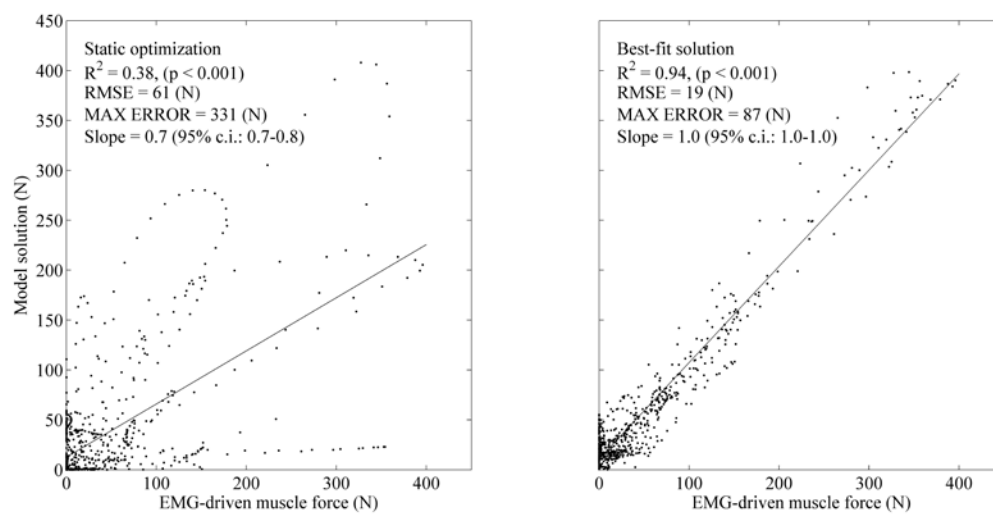 450
400
350
300
250
200
150
100
50
0
Model solution (N)
Static optimization
R² = 0.38, (p < 0.001)
RMSE = 61 (N)
MAX ERROR = 331 (N)
Slope = 0.7 (95% c.i.: 0.7-0.8)
0 100 200 300 400
EMG-driven muscle force (N)
Best-fit solution
R² = 0.94, (p < 0.001)
RMSE = 19 (N)
MAX ERROR = 87 (N)
Slope = 1.0 (95% c.i.: 1.0-1.0)
0 100 200 300 400
EMG-driven muscle force (N)